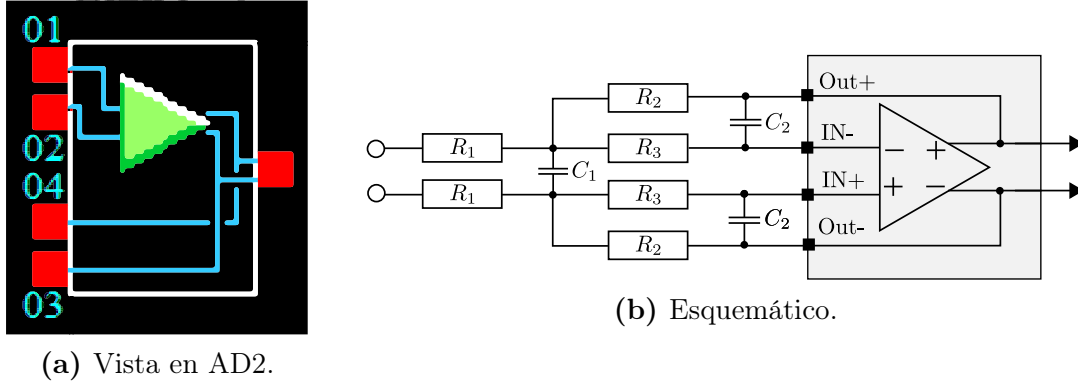 01
02
04
03
(a) Vista en AD2.
Out+
R2
C2
R1
R3
IN-
− +
C1
R1
R3
IN+
+ −
C2
R2
Out-
(b) Esquemático.